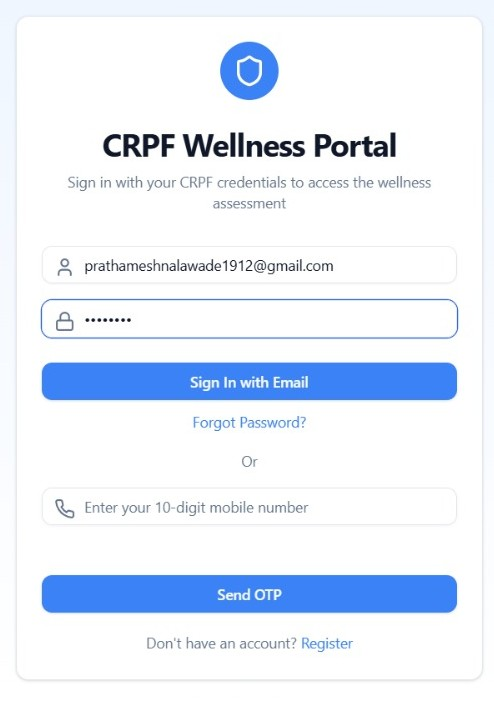 CRPF Wellness Portal
Sign in with your CRPF credentials to access the wellness
assessment
prathameshnalawade1912@gmail.com
••••••••
Sign In with Email
Forgot Password?
Or
Enter your 10-digit mobile number
Send OTP
Don't have an account? Register